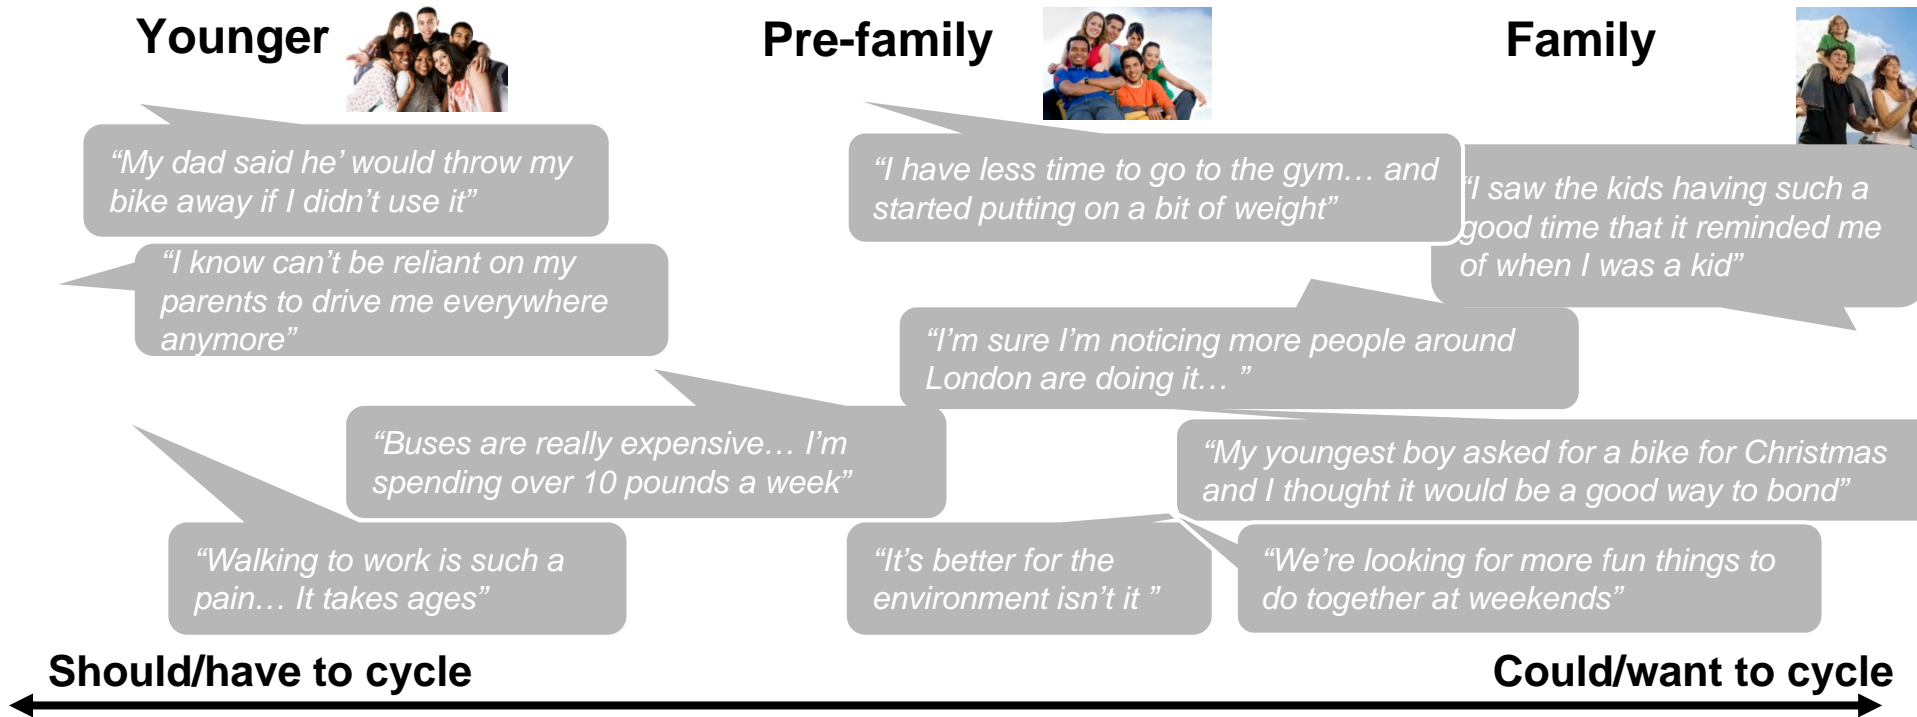 Younger
Pre-family
Family
“My dad said he’ would throw my
bike away if I didn’t use it”
“I have less time to go to the gym… and
started putting on a bit of weight”
“I saw the kids having such a
good time that it reminded me
of when I was a kid”
“I know can’t be reliant on my
parents to drive me everywhere
anymore”
“I’m sure I’m noticing more people around
London are doing it… ”
“Buses are really expensive… I’m
spending over 10 pounds a week”
“My youngest boy asked for a bike for Christmas
and I thought it would be a good way to bond”
“Walking to work is such a
pain… It takes ages”
“It’s better for the
environment isn’t it ”
“We’re looking for more fun things to
do together at weekends”
Should/have to cycle
Could/want to cycle